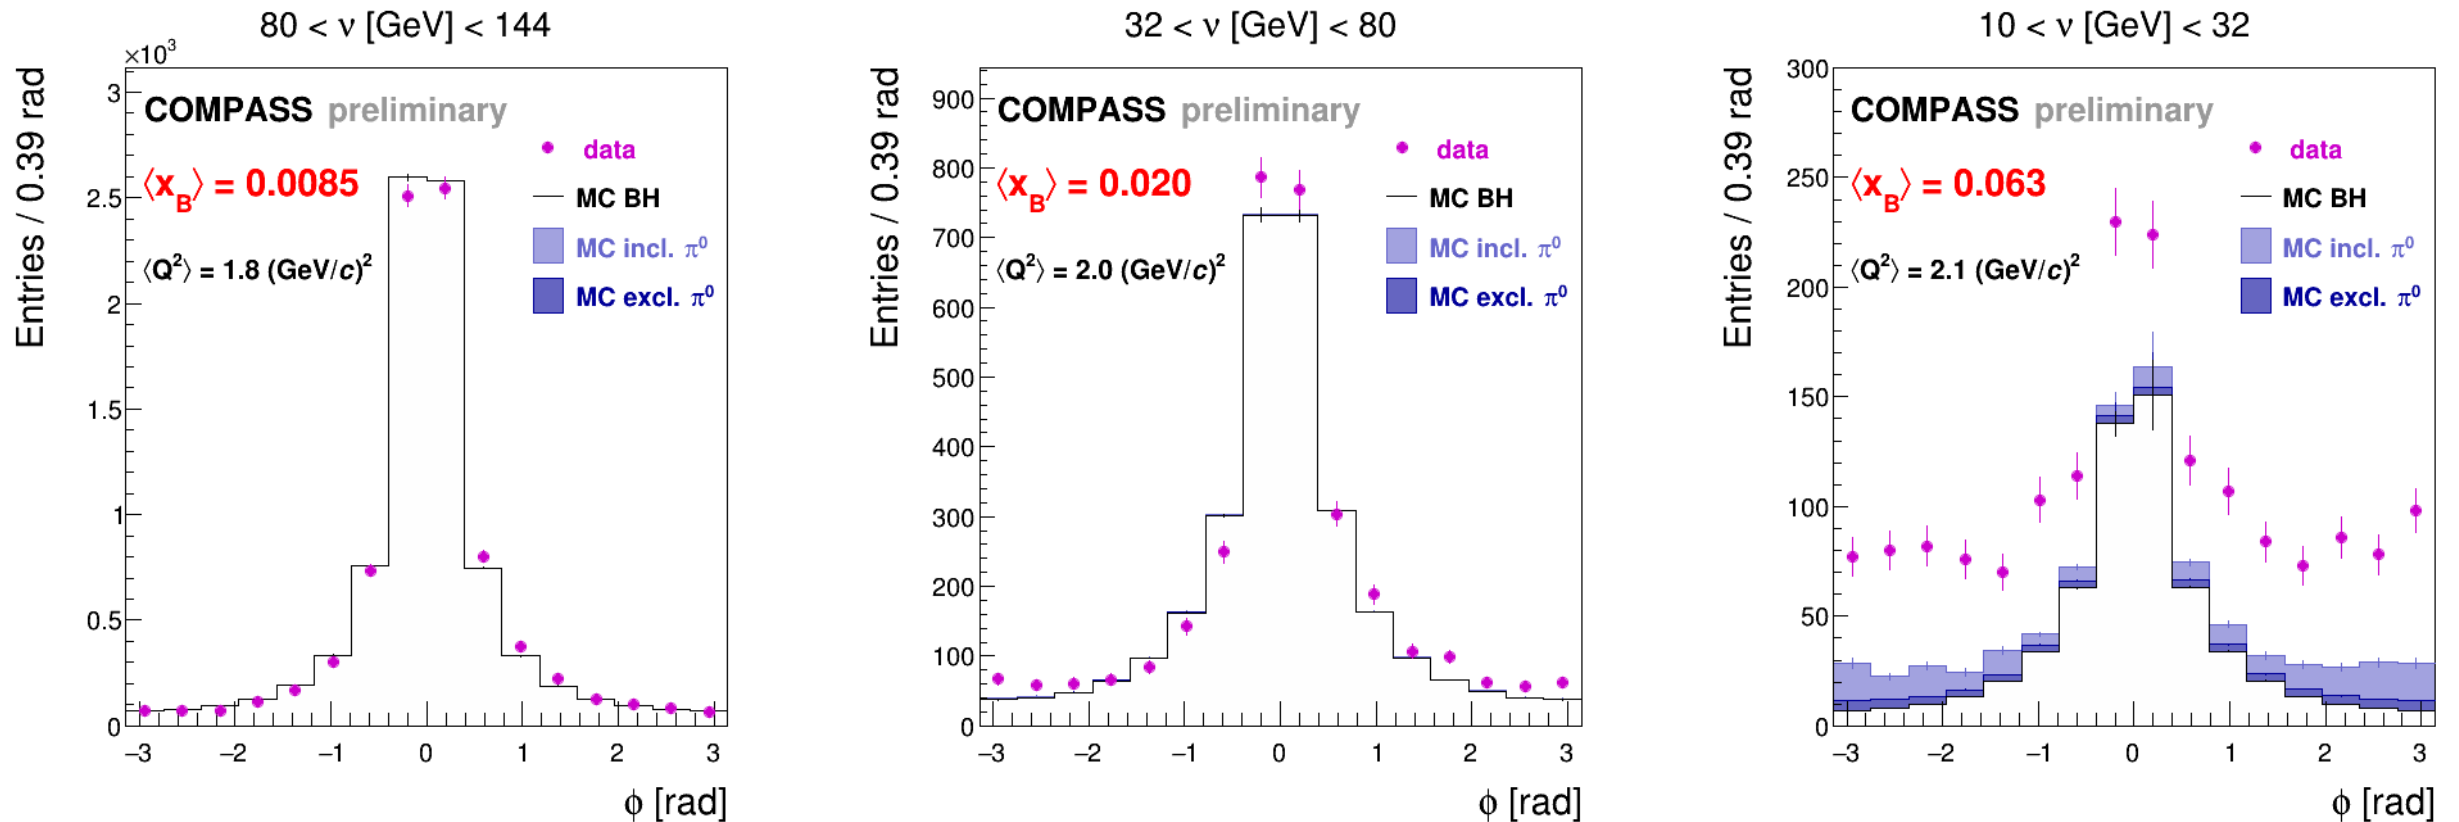 80 < ν [GeV] < 144
×10³
Entries / 0.39 rad
3
2.5
2
1.5
1
0.5
0
COMPASS preliminary
⟨x_B⟩ = 0.0085
⟨Q²⟩ = 1.8 (GeV/c)²
data
MC BH
MC incl. π⁰
MC excl. π⁰
−3 −2 −1 0 1 2 3
ϕ [rad]
32 < ν [GeV] < 80
Entries / 0.39 rad
900
800
700
600
500
400
300
200
100
0
COMPASS preliminary
⟨x_B⟩ = 0.020
⟨Q²⟩ = 2.0 (GeV/c)²
data
MC BH
MC incl. π⁰
MC excl. π⁰
−3 −2 −1 0 1 2 3
ϕ [rad]
10 < ν [GeV] < 32
Entries / 0.39 rad
300
250
200
150
100
50
0
COMPASS preliminary
⟨x_B⟩ = 0.063
⟨Q²⟩ = 2.1 (GeV/c)²
data
MC BH
MC incl. π⁰
MC excl. π⁰
−3 −2 −1 0 1 2 3
ϕ [rad]